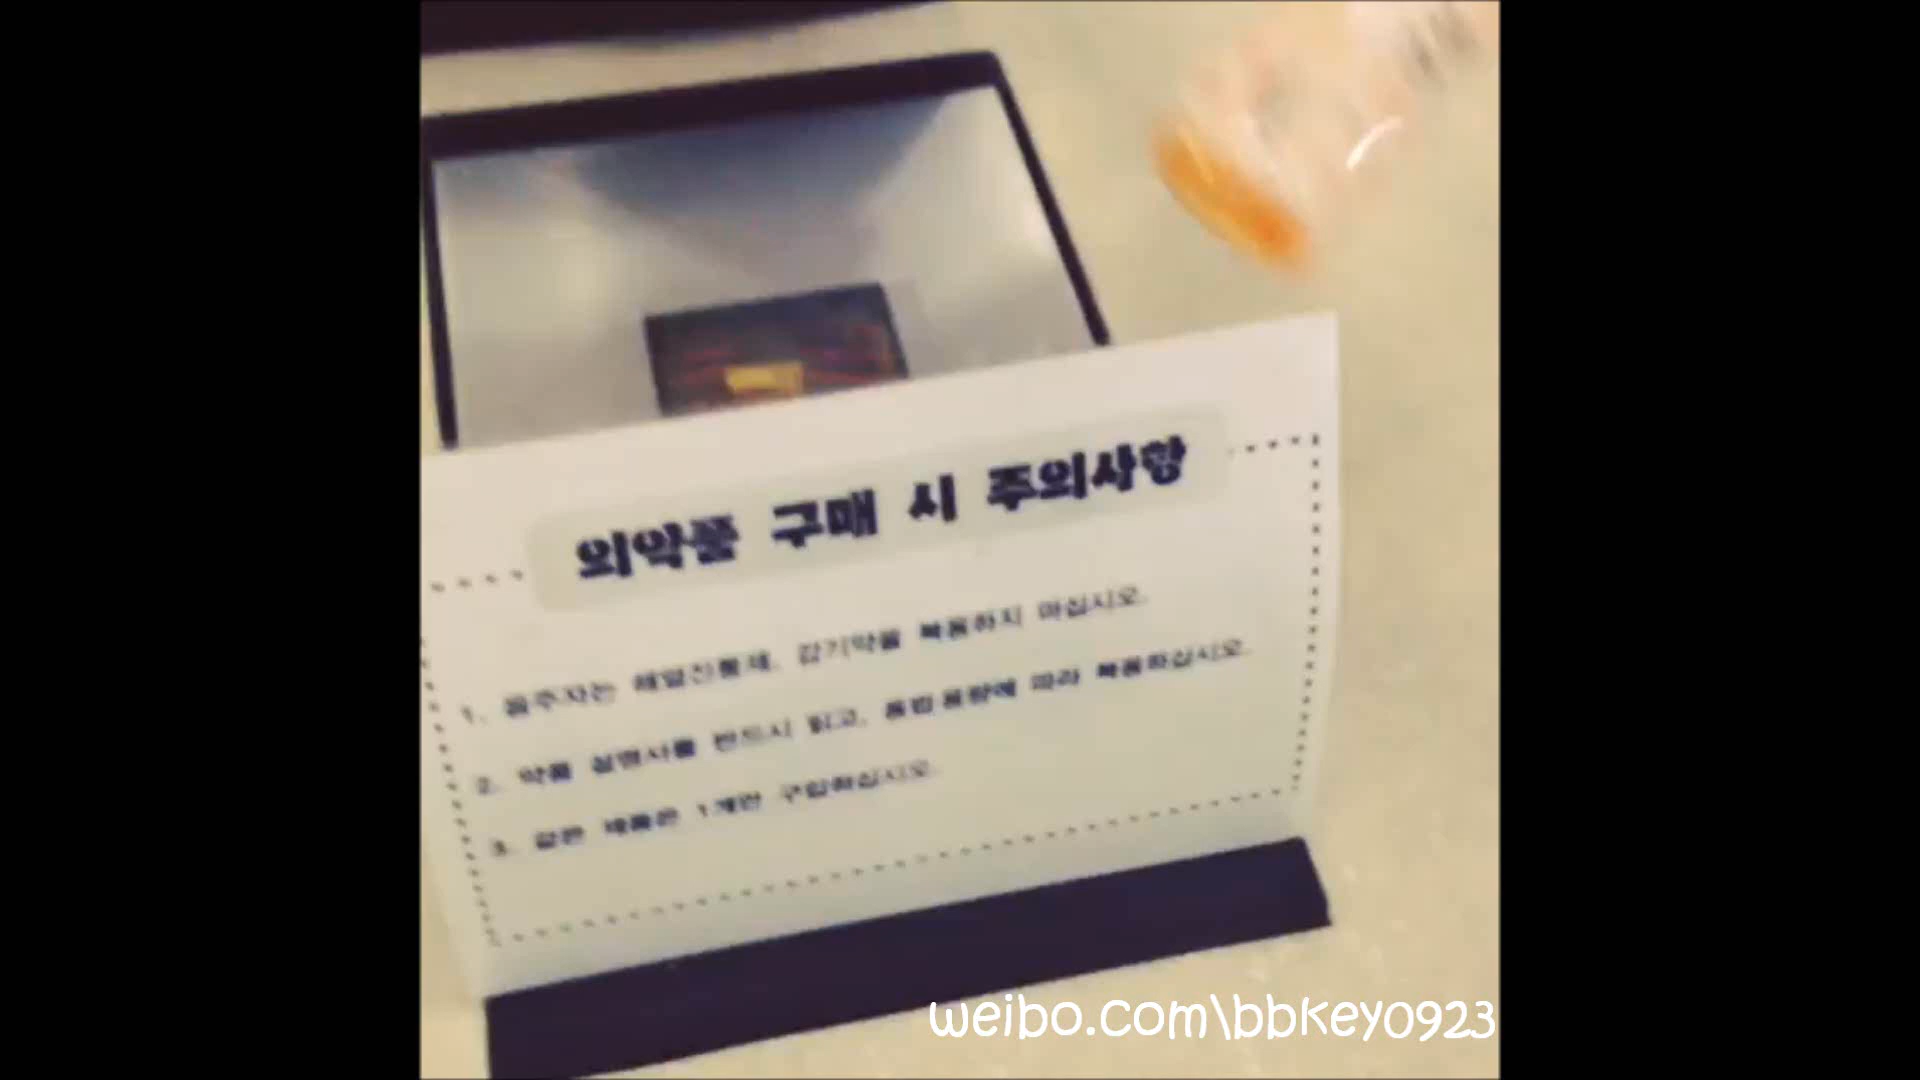 의약품 구매 시 주의사항
1. 음주자는 해열진통제, 감기약을 복용하지 마십시오.
2. 약품 설명서를 반드시 읽고, 용법·용량에 따라 복용하십시오.
3. 같은 제품은 1개만 구입하십시오.
weibo.com\bbkey0923